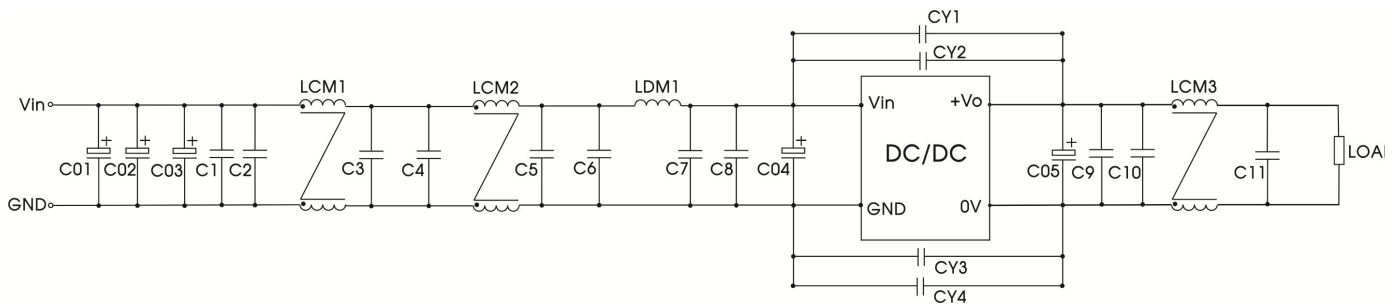 CY1
CY2
LCM1
LCM2
LDM1
LCM3
Vin
Vin
+Vo
C01
C02
C03
C1
C2
C3
C4
C5
C6
C7
C8
C04
DC/DC
C05
C9
C10
C11
LOA
GND
GND
0V
CY3
CY4
+
+
+
+
+